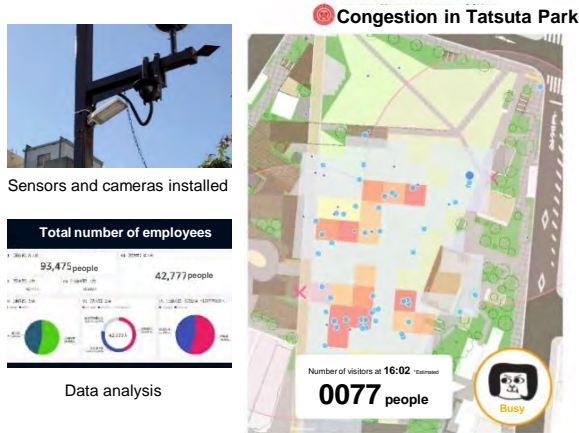 Congestion in Tatsuta Park
Sensors and cameras installed
Total number of employees
93,475 people
42,777 people
Data analysis
Number of visitors at 16:02 *Estimated
0077 people
Busy